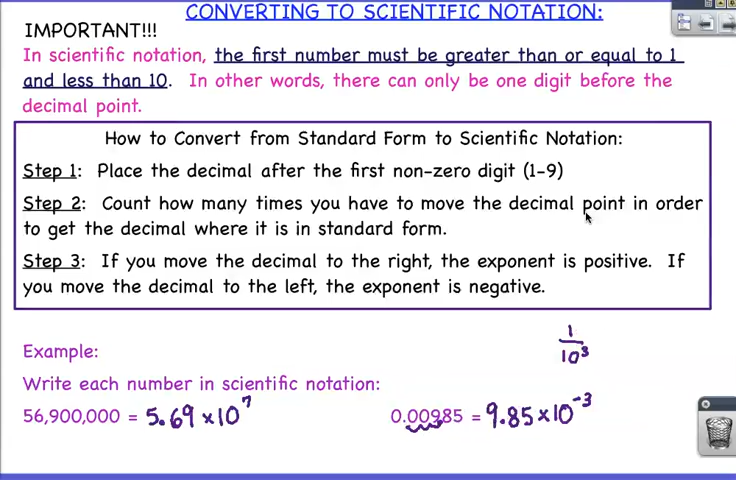 CONVERTING TO SCIENTIFIC NOTATION:
IMPORTANT!!!
In scientific notation, the first number must be greater than or equal to 1
and less than 10. In other words, there can only be one digit before the
decimal point.
How to Convert from Standard Form to Scientific Notation:
Step 1: Place the decimal after the first non-zero digit (1-9)
Step 2: Count how many times you have to move the decimal point in order
to get the decimal where it is in standard form.
Step 3: If you move the decimal to the right, the exponent is positive. If
you move the decimal to the left, the exponent is negative.
1
10³
Example:
Write each number in scientific notation:
56,900,000 = 5.69 × 10⁷ 0.00985 = 9.85 × 10⁻³